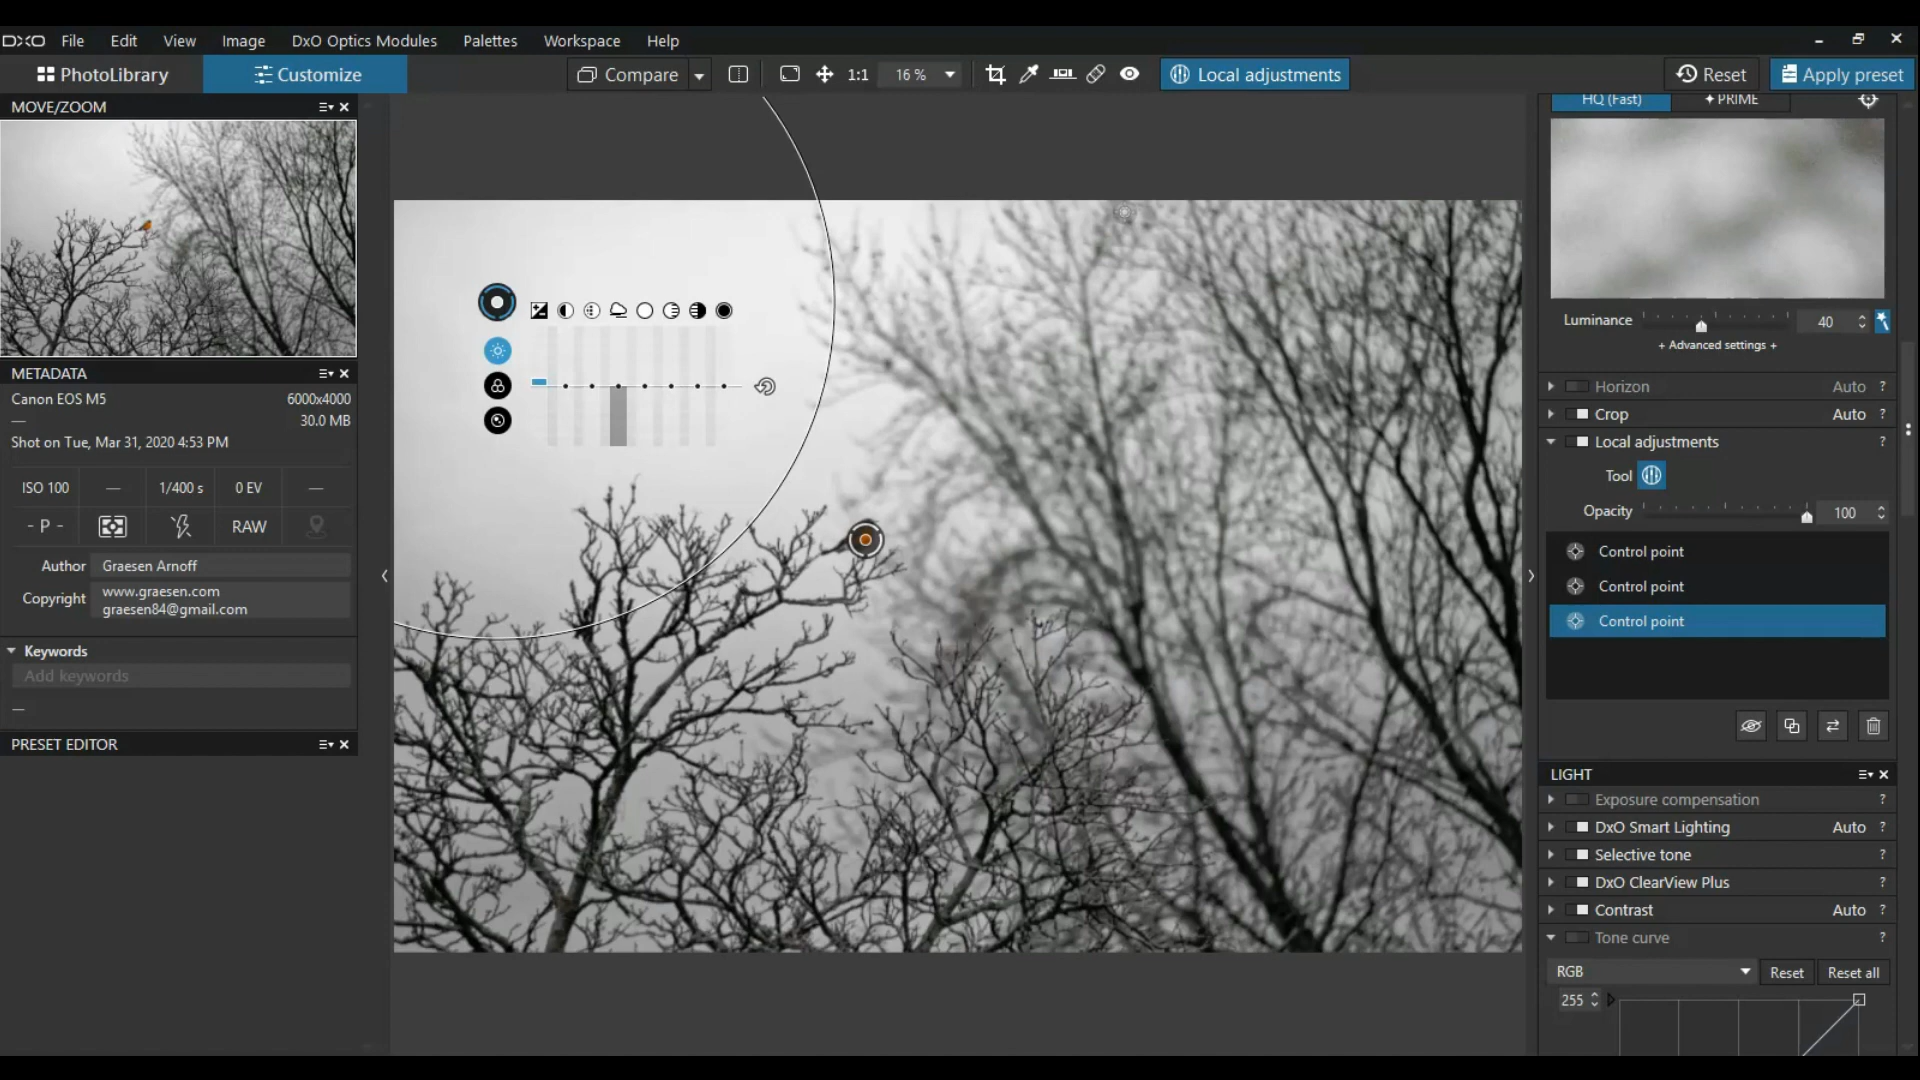 DXO File Edit View Image DxO Optics Modules Palettes Workspace Help
PhotoLibrary Customize Compare 1:1 16 % Local adjustments Reset Apply preset
MOVE/ZOOM
METADATA
Canon EOS M5 6000x4000
— 30.0 MB
Shot on Tue, Mar 31, 2020 4:53 PM
ISO 100 — 1/400 s 0 EV —
- P - RAW
Author Graesen Arnoff
Copyright www.graesen.com
graesen84@gmail.com
Keywords
Add keywords
—
PRESET EDITOR
HQ (Fast) PRIME
Luminance 40
+ Advanced settings +
Horizon Auto ?
Crop Auto ?
Local adjustments ?
Tool
Opacity 100
Control point
Control point
Control point
LIGHT
Exposure compensation ?
DxO Smart Lighting Auto ?
Selective tone ?
DxO ClearView Plus ?
Contrast Auto ?
Tone curve ?
RGB Reset Reset all
255